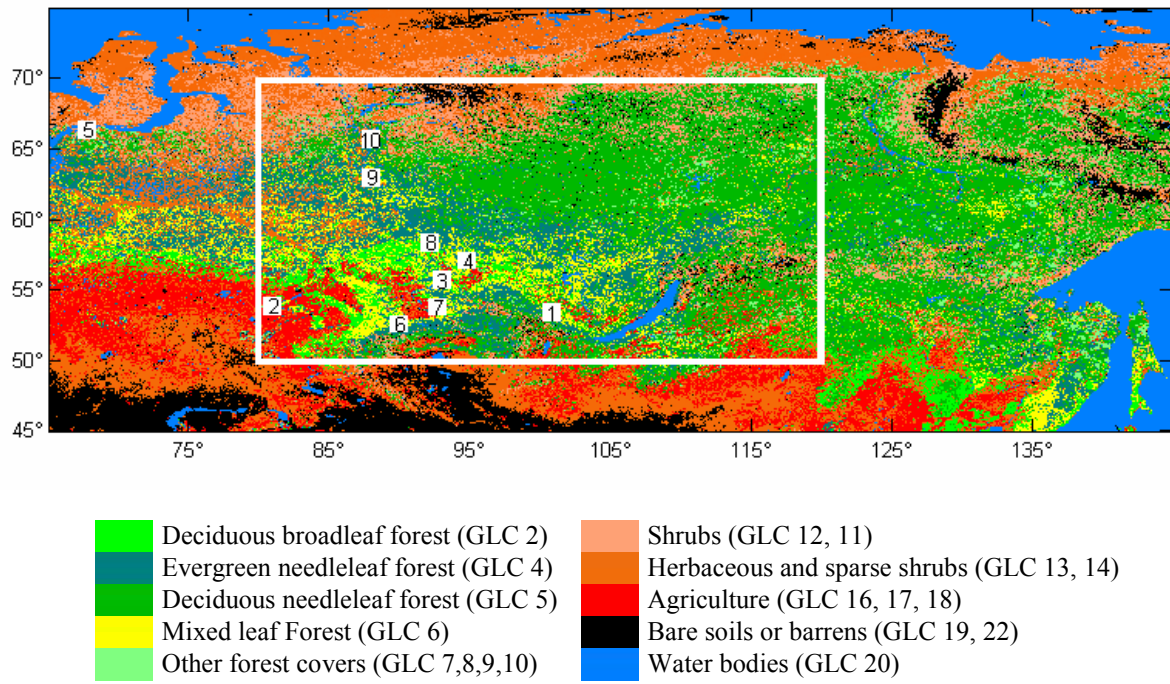 70°
5
10
65°
9
60°
8
4
55°
3
2
7
1
6
50°
45°
75°
85°
95°
105°
115°
125°
135°
Deciduous broadleaf forest (GLC 2)
Evergreen needleleaf forest (GLC 4)
Deciduous needleleaf forest (GLC 5)
Mixed leaf Forest (GLC 6)
Other forest covers (GLC 7,8,9,10)
Shrubs (GLC 12, 11)
Herbaceous and sparse shrubs (GLC 13, 14)
Agriculture (GLC 16, 17, 18)
Bare soils or barrens (GLC 19, 22)
Water bodies (GLC 20)